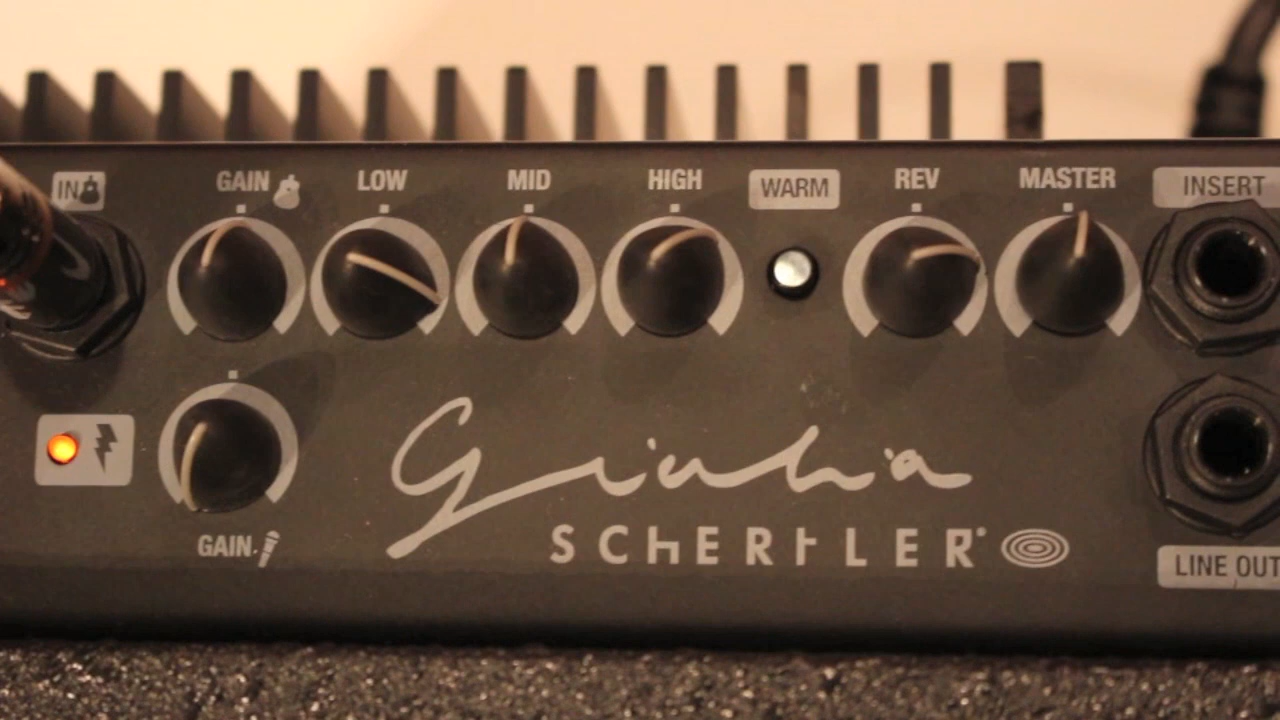 IN
GAIN
LOW
MID
HIGH
WARM
REV
MASTER
INSERT
GAIN
Giulia
SCHERTLER
LINE OUT